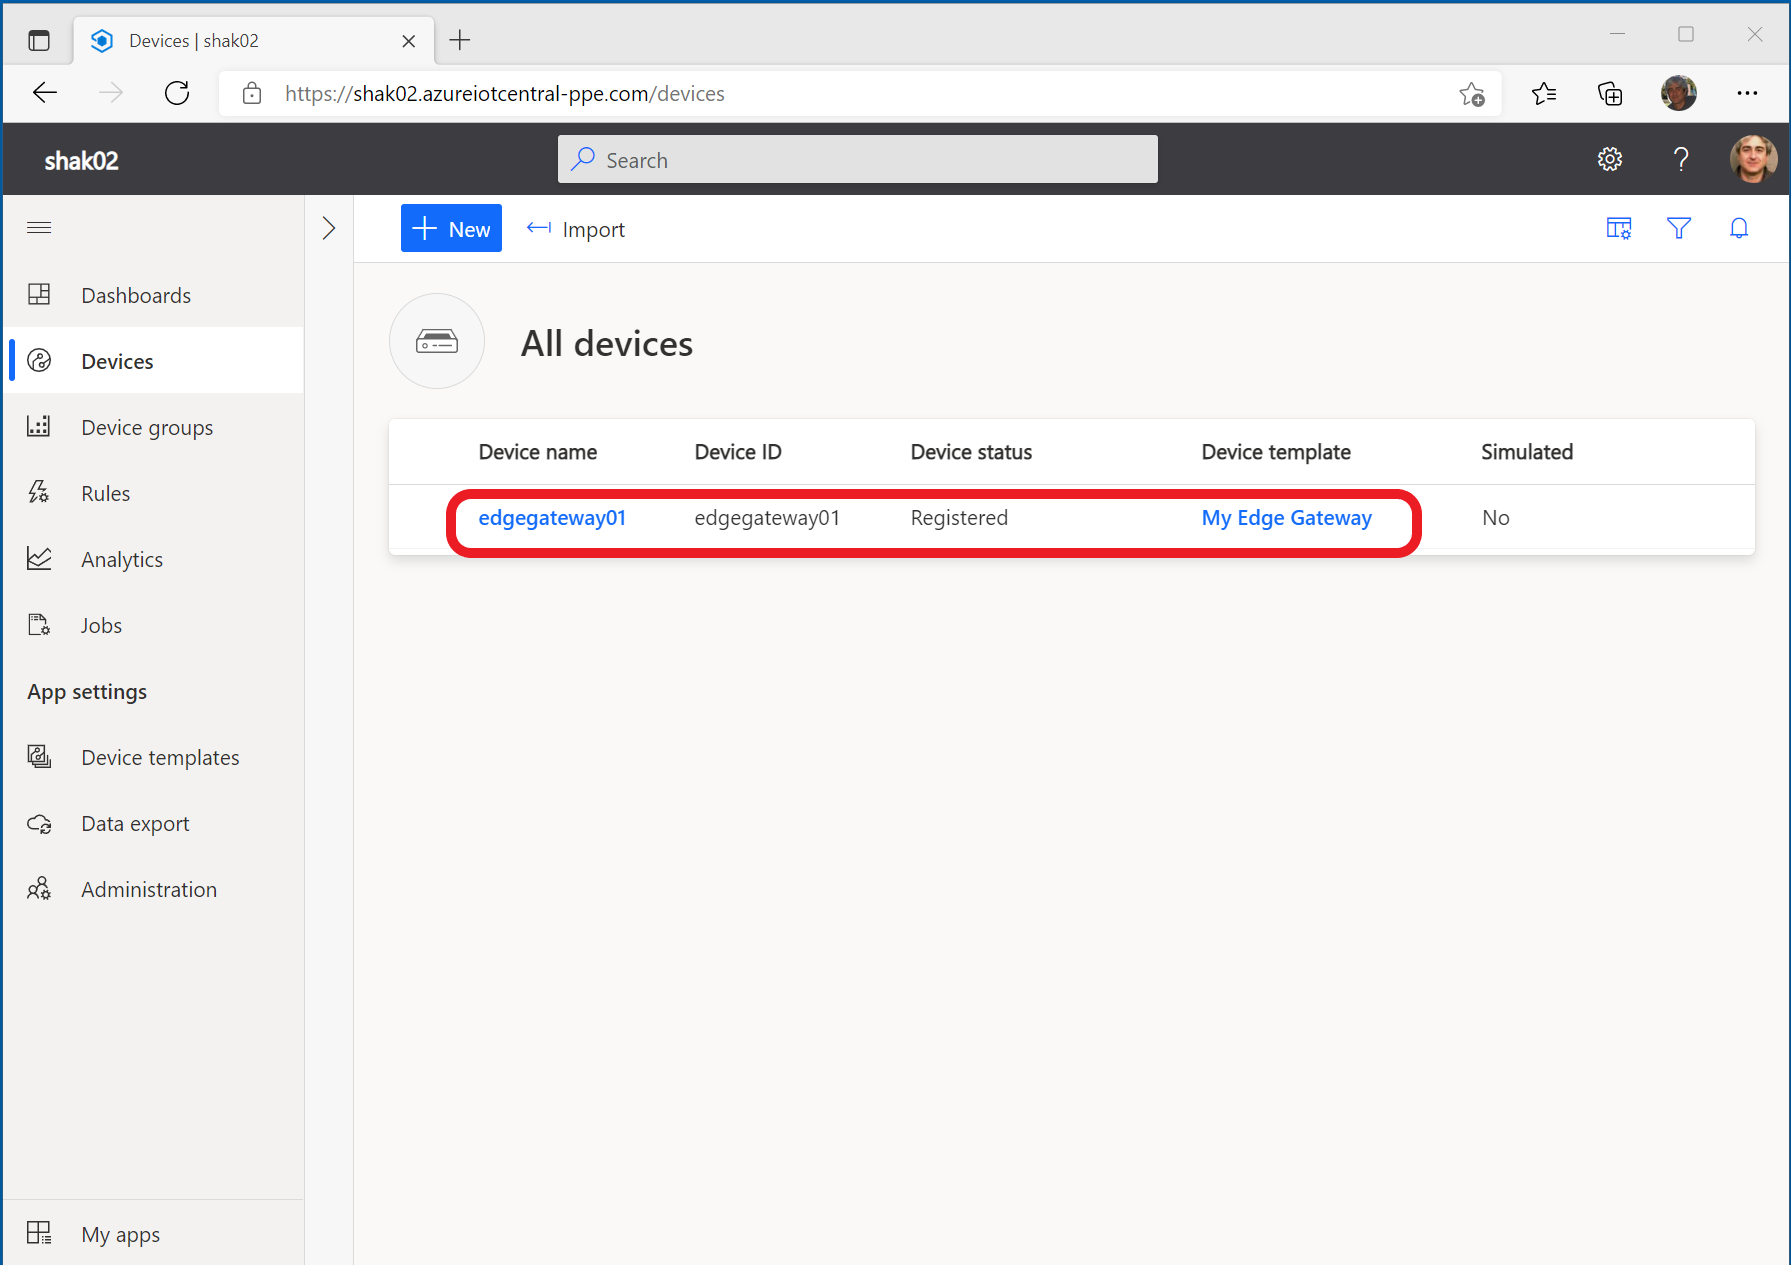 Devices | shak02
https://shak02.azureiotcentral-ppe.com/devices
shak02
Search
New
Import
Dashboards
Devices
Device groups
Rules
Analytics
Jobs
App settings
Device templates
Data export
Administration
My apps
All devices
Device name Device ID Device status Device template Simulated
edgegateway01 edgegateway01 Registered My Edge Gateway No